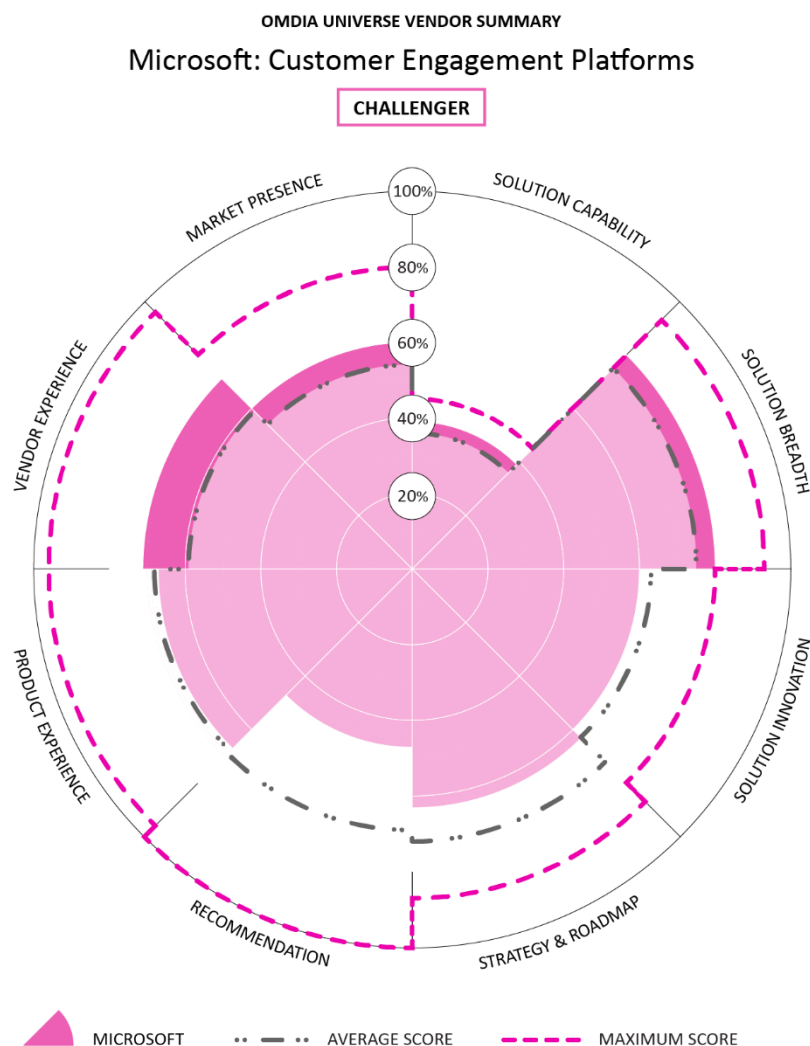 OMDIA UNIVERSE VENDOR SUMMARY
Microsoft: Customer Engagement Platforms
CHALLENGER
MARKET PRESENCE
100%
SOLUTION CAPABILITY
80%
60%
VENDOR EXPERIENCE
SOLUTION BREADTH
40%
20%
PRODUCT EXPERIENCE
SOLUTION INNOVATION
RECOMMENDATION
STRATEGY & ROADMAP
MICROSOFT
AVERAGE SCORE
MAXIMUM SCORE